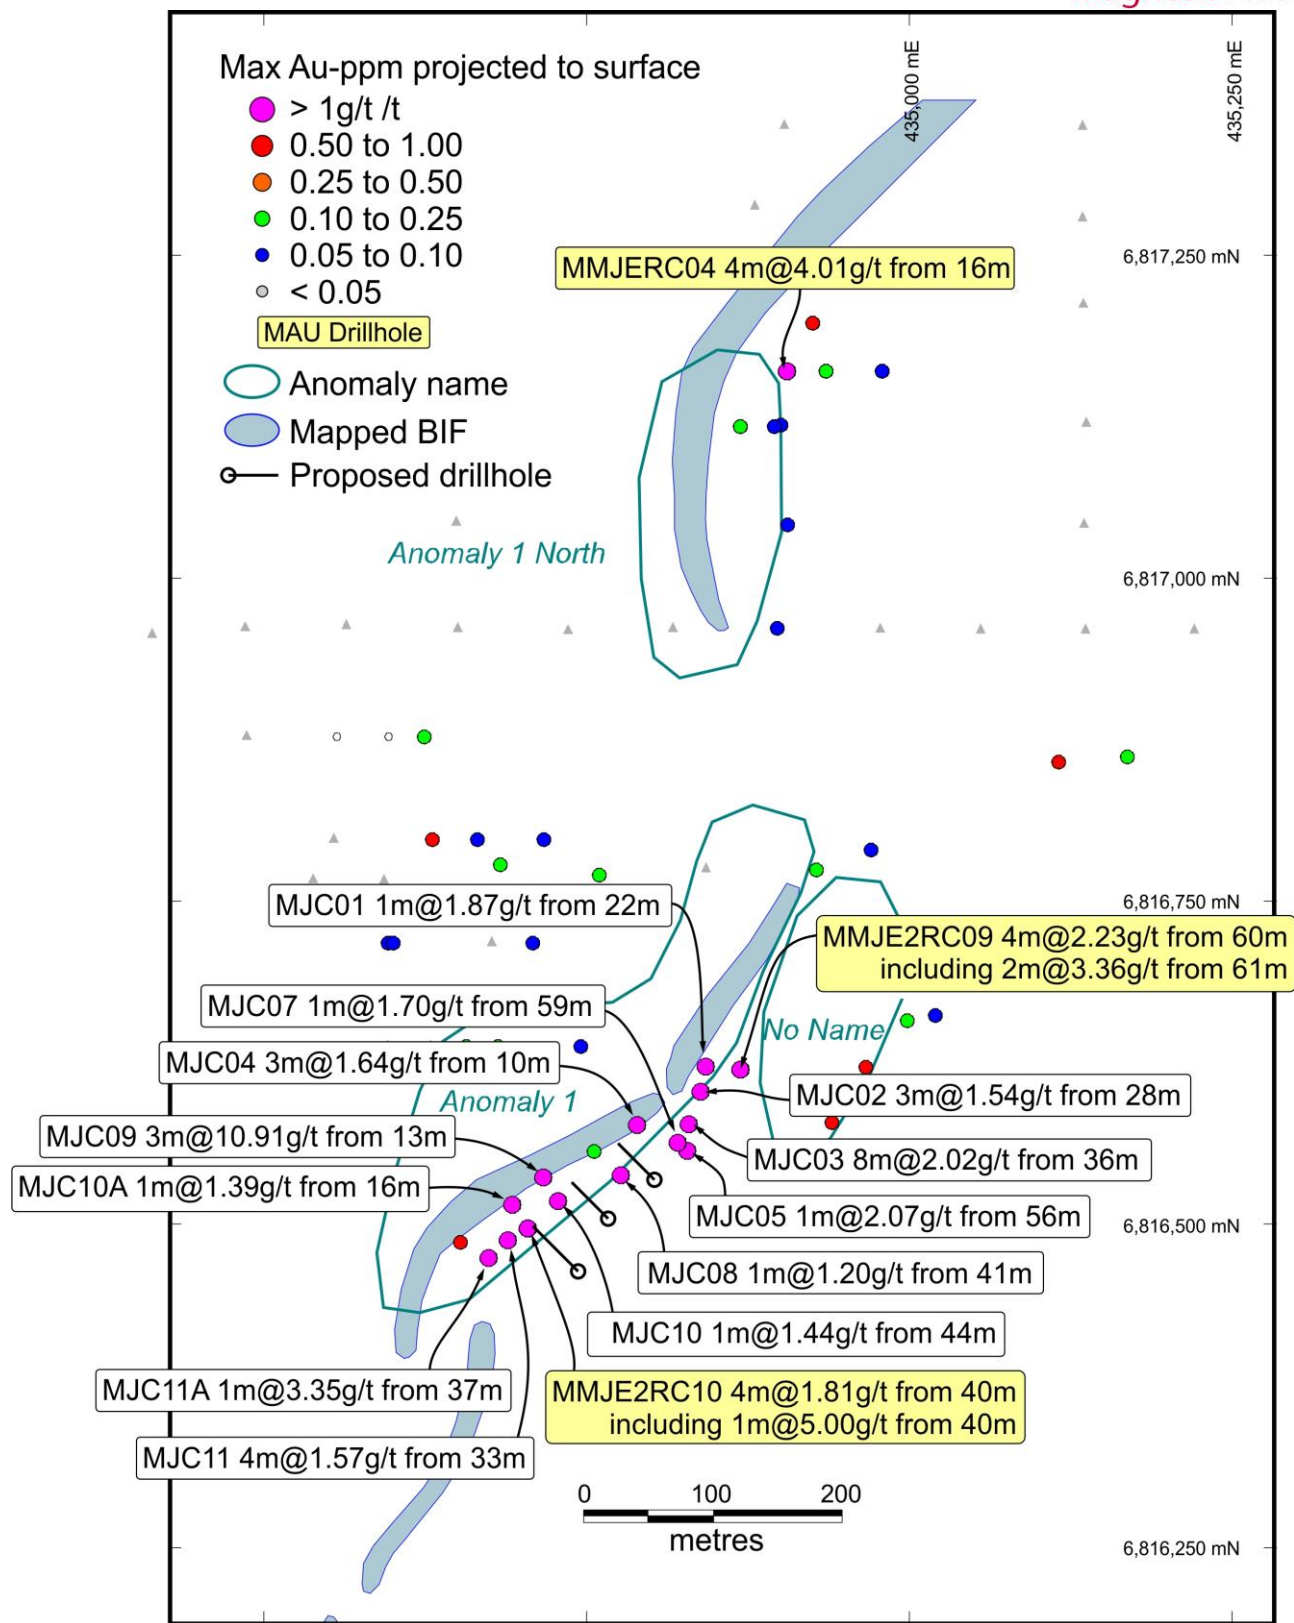 Max Au-ppm projected to surface
> 1g/t /t
0.50 to 1.00
0.25 to 0.50
0.10 to 0.25
0.05 to 0.10
< 0.05
MAU Drillhole
Anomaly name
Mapped BIF
Proposed drillhole
435,000 mE
435,250 mE
6,817,250 mN
MMJERC04 4m@4.01g/t from 16m
Anomaly 1 North
6,817,000 mN
MJC01 1m@1.87g/t from 22m
6,816,750 mN
MMJE2RC09 4m@2.23g/t from 60m
including 2m@3.36g/t from 61m
MJC07 1m@1.70g/t from 59m
No Name
MJC04 3m@1.64g/t from 10m
Anomaly 1
MJC02 3m@1.54g/t from 28m
MJC09 3m@10.91g/t from 13m
MJC03 8m@2.02g/t from 36m
MJC10A 1m@1.39g/t from 16m
MJC05 1m@2.07g/t from 56m
6,816,500 mN
MJC08 1m@1.20g/t from 41m
MJC10 1m@1.44g/t from 44m
MJC11A 1m@3.35g/t from 37m
MMJE2RC10 4m@1.81g/t from 40m
including 1m@5.00g/t from 40m
MJC11 4m@1.57g/t from 33m
0 100 200
metres
6,816,250 mN